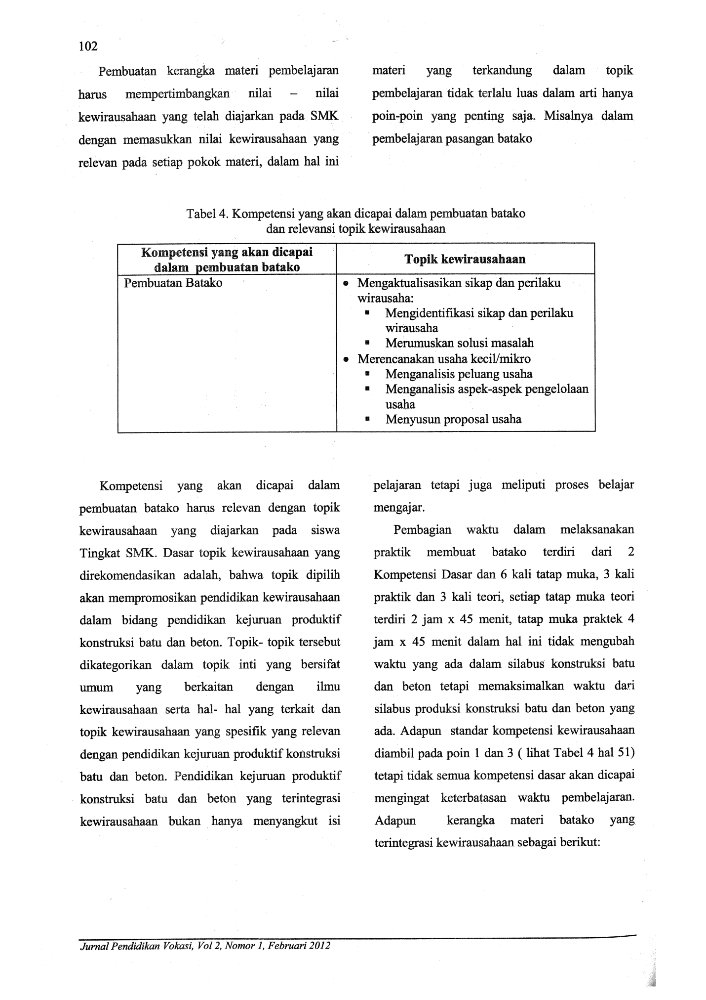 102
Pembuatan kerangka materi pembelajaran
harus mempertimbangkan nilai – nilai
kewirausahaan yang telah diajarkan pada SMK
dengan memasukkan nilai kewirausahaan yang
relevan pada setiap pokok materi, dalam hal ini
materi yang terkandung dalam topik
pembelajaran tidak terlalu luas dalam arti hanya
poin-poin yang penting saja. Misalnya dalam
pembelajaran pasangan batako
Tabel 4. Kompetensi yang akan dicapai dalam pembuatan batako
dan relevansi topik kewirausahaan
Kompetensi yang akan dicapai
dalam pembuatan batako
Topik kewirausahaan
Pembuatan Batako
• Mengaktualisasikan sikap dan perilaku
wirausaha:
▪ Mengidentifikasi sikap dan perilaku
wirausaha
▪ Merumuskan solusi masalah
• Merencanakan usaha kecil/mikro
▪ Menganalisis peluang usaha
▪ Menganalisis aspek-aspek pengelolaan
usaha
▪ Menyusun proposal usaha
Kompetensi yang akan dicapai dalam
pembuatan batako harus relevan dengan topik
kewirausahaan yang diajarkan pada siswa
Tingkat SMK. Dasar topik kewirausahaan yang
direkomendasikan adalah, bahwa topik dipilih
akan mempromosikan pendidikan kewirausahaan
dalam bidang pendidikan kejuruan produktif
konstruksi batu dan beton. Topik- topik tersebut
dikategorikan dalam topik inti yang bersifat
umum yang berkaitan dengan ilmu
kewirausahaan serta hal- hal yang terkait dan
topik kewirausahaan yang spesifik yang relevan
dengan pendidikan kejuruan produktif konstruksi
batu dan beton. Pendidikan kejuruan produktif
konstruksi batu dan beton yang terintegrasi
kewirausahaan bukan hanya menyangkut isi
pelajaran tetapi juga meliputi proses belajar
mengajar.
Pembagian waktu dalam melaksanakan
praktik membuat batako terdiri dari 2
Kompetensi Dasar dan 6 kali tatap muka, 3 kali
praktik dan 3 kali teori, setiap tatap muka teori
terdiri 2 jam x 45 menit, tatap muka praktek 4
jam x 45 menit dalam hal ini tidak mengubah
waktu yang ada dalam silabus konstruksi batu
dan beton tetapi memaksimalkan waktu dari
silabus produksi konstruksi batu dan beton yang
ada. Adapun standar kompetensi kewirausahaan
diambil pada poin 1 dan 3 ( lihat Tabel 4 hal 51)
tetapi tidak semua kompetensi dasar akan dicapai
mengingat keterbatasan waktu pembelajaran.
Adapun kerangka materi batako yang
terintegrasi kewirausahaan sebagai berikut:
Jurnal Pendidikan Vokasi, Vol 2, Nomor 1, Februari 2012